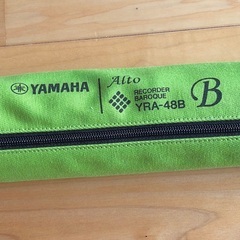 YAMAHA
Alto
RECORDER
BAROQUE
YRA-48B
B